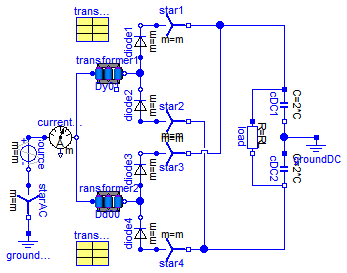 trans...
star1
diode1
m=m
m=m
transformer1
Dy01
diode2
m=m
star2
m=m
m=m
star3
C=2*C
cDC1
R=R
load
groundDC
C=2*C
cDC2
current...
A
m
source
m=m
starAC
m=m
ground...
diode3
m=m
transformer2
Dd00
trans...
diode4
m=m
m=m
star4